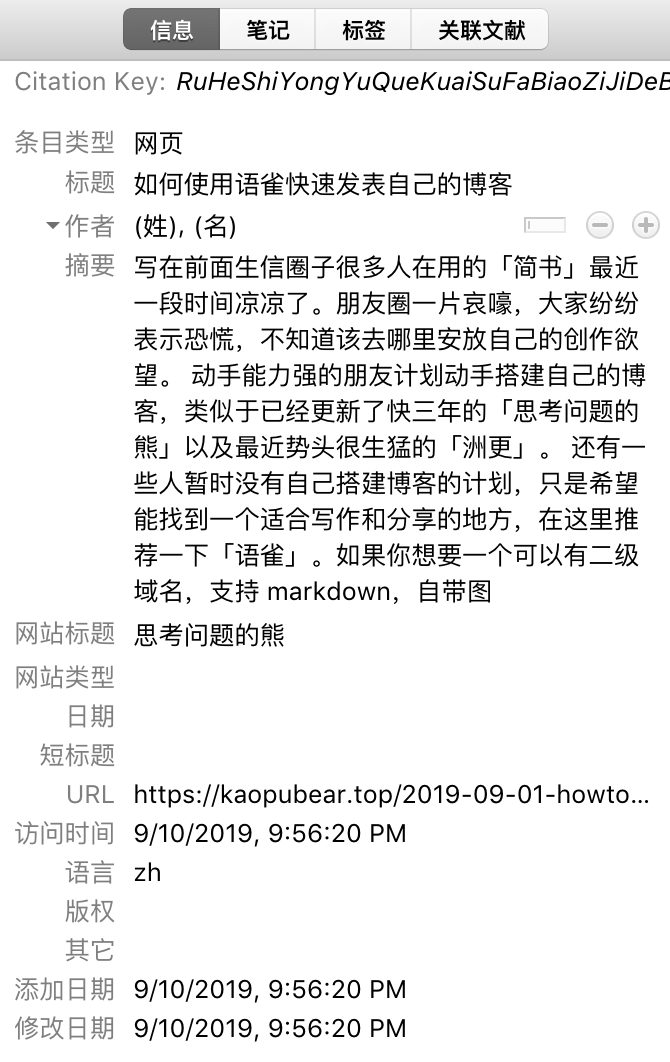 信息 笔记 标签 关联文献
Citation Key: RuHeShiYongYuQueKuaiSuFaBiaoZiJiDeB
条目类型 网页
标题 如何使用语雀快速发表自己的博客
作者 (姓), (名)
摘要 写在前面生信圈子很多人在用的「简书」最近
一段时间凉凉了。朋友圈一片哀嚎，大家纷纷
表示恐慌，不知道该去哪里安放自己的创作欲
望。 动手能力强的朋友计划动手搭建自己的博
客，类似于已经更新了快三年的「思考问题的
熊」以及最近势头很生猛的「洲更」。 还有一
些人暂时没有自己搭建博客的计划，只是希望
能找到一个适合写作和分享的地方，在这里推
荐一下「语雀」。如果你想要一个可以有二级
域名，支持 markdown，自带图
网站标题 思考问题的熊
网站类型
日期
短标题
URL https://kaopubear.top/2019-09-01-howto...
访问时间 9/10/2019, 9:56:20 PM
语言 zh
版权
其它
添加日期 9/10/2019, 9:56:20 PM
修改日期 9/10/2019, 9:56:20 PM